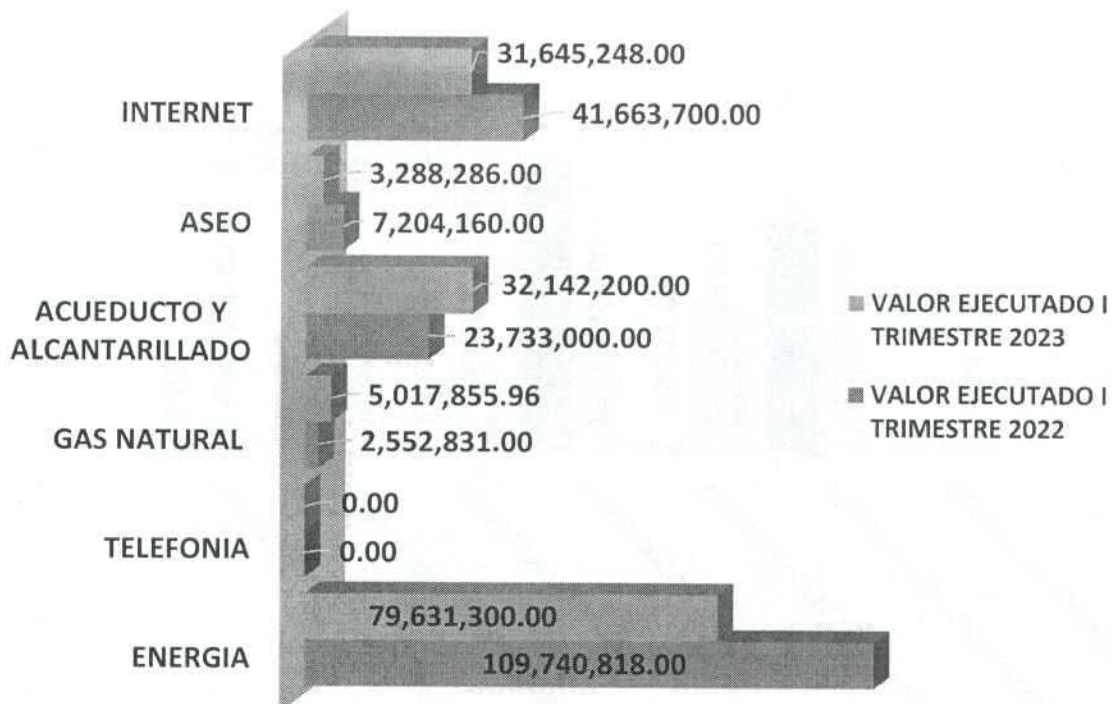 31,645,248.00
INTERNET
41,663,700.00
3,288,286.00
ASEO
7,204,160.00
32,142,200.00
ACUEDUCTO Y
ALCANTARILLADO
23,733,000.00
5,017,855.96
GAS NATURAL
2,552,831.00
0.00
TELEFONIA
0.00
79,631,300.00
ENERGIA
109,740,818.00
VALOR EJECUTADO I
TRIMESTRE 2023
VALOR EJECUTADO I
TRIMESTRE 2022